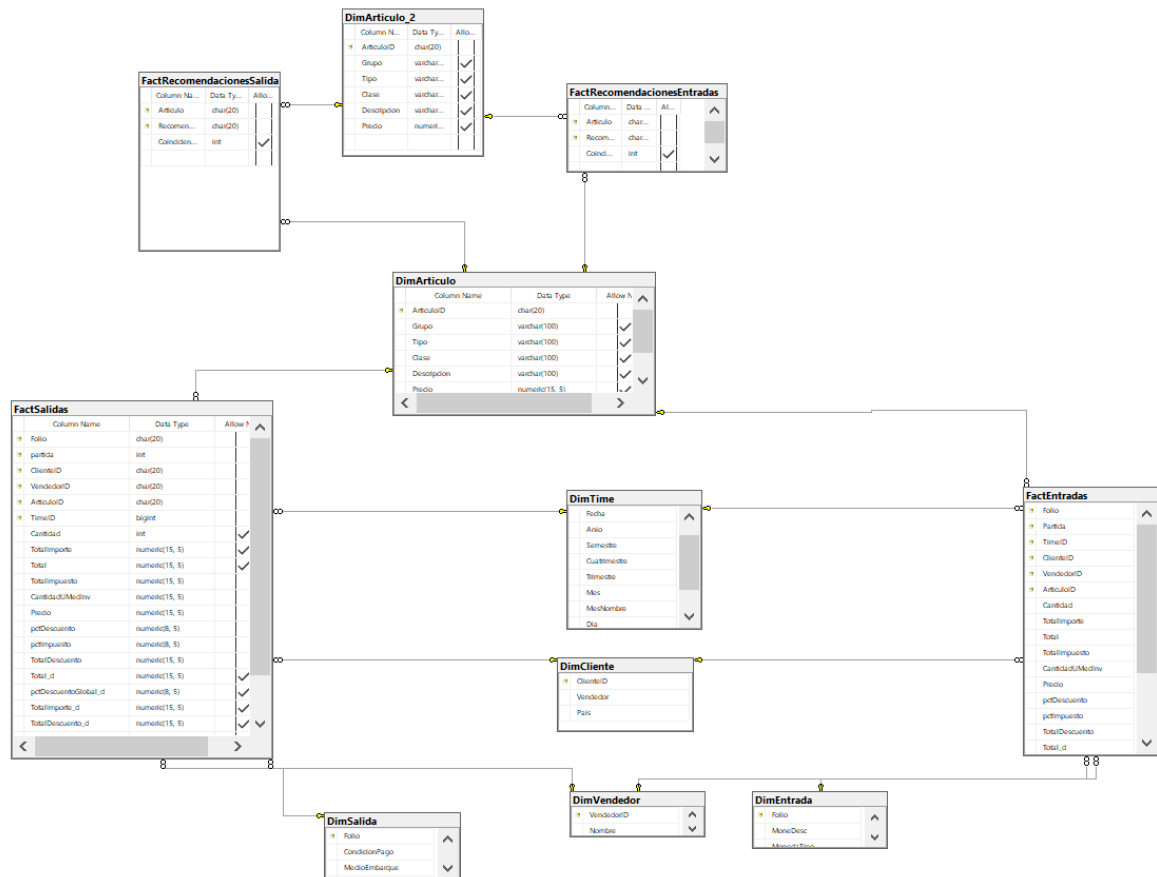 DimArticulo_2
Column N... Data Ty... Allo...
ArticuloID char(20)
Grupo varchar...
Tipo varchar...
Clase varchar...
Descripcion varchar...
Precio numeri...
FactRecomendacionesSalida
Column Na... Data Ty... Allo...
Articulo char(20)
Recomen... char(20)
Coinciden... int
FactRecomendacionesEntradas
Column... Data ... Al...
Articulo char...
Recom... char...
Coinci... int
DimArticulo
Column Name Data Type Allow N
ArticuloID char(20)
Grupo varchar(100)
Tipo varchar(100)
Clase varchar(100)
Descripcion varchar(100)
Precio numeric(15, 5)
FactSalidas
Column Name Data Type Allow N
Folio char(20)
partida int
ClienteID char(20)
VendedorID char(20)
ArticuloID char(20)
TimeID bigint
Cantidad int
TotalImporte numeric(15, 5)
Total numeric(15, 5)
TotalImpuesto numeric(15, 5)
CantidadUMedInv numeric(15, 5)
Precio numeric(15, 5)
pctDescuento numeric(8, 5)
pctImpuesto numeric(8, 5)
TotalDescuento numeric(15, 5)
Total_d numeric(15, 5)
pctDescuentoGlobal_d numeric(8, 5)
TotalImporte_d numeric(15, 5)
TotalDescuento_d numeric(15, 5)
DimTime
Fecha
Anio
Semestre
Cuatrimestre
Trimestre
Mes
MesNombre
Dia
FactEntradas
Folio
Partida
TimeID
ClienteID
VendedorID
ArticuloID
Cantidad
TotalImporte
Total
TotalImpuesto
CantidadUMedInv
Precio
pctDescuento
pctImpuesto
TotalDescuento
Total_d
DimCliente
ClienteID
Vendedor
Pais
DimVendedor
VendedorID
Nombre
DimEntrada
Folio
MoneDesc
MonedaTipo
DimSalida
Folio
CondicionPago
MedioEmbarque